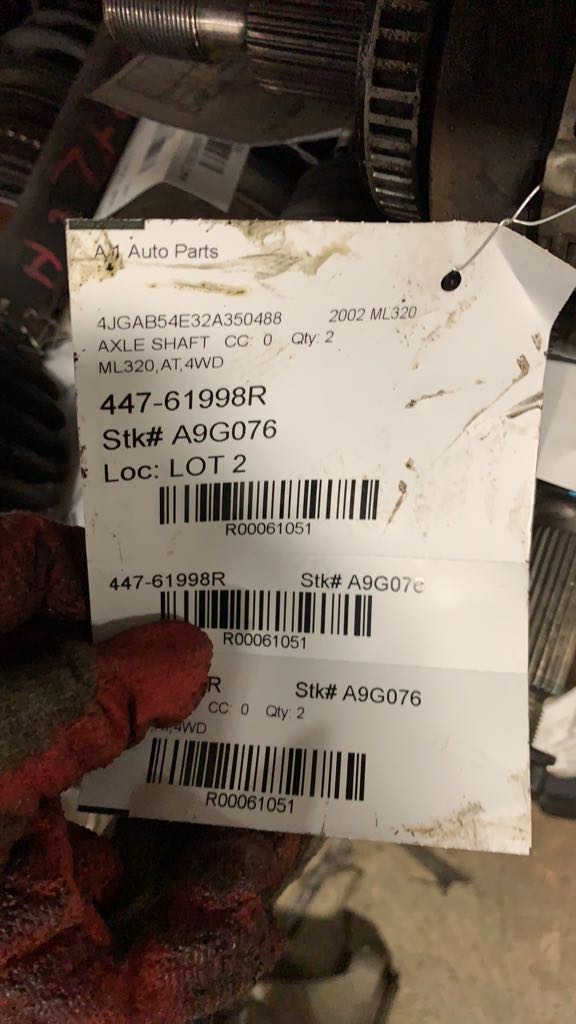 A/1 Auto Parts
4JGAB54E32A350488 2002 ML320
AXLE SHAFT CC: 0 Qty: 2
ML320,AT,4WD
447-61998R
Stk# A9G076
Loc: LOT 2
R00061051
447-61998R Stk# A9G076
R00061051
R Stk# A9G076
CC: 0 Qty: 2
AT,4WD
R00061051